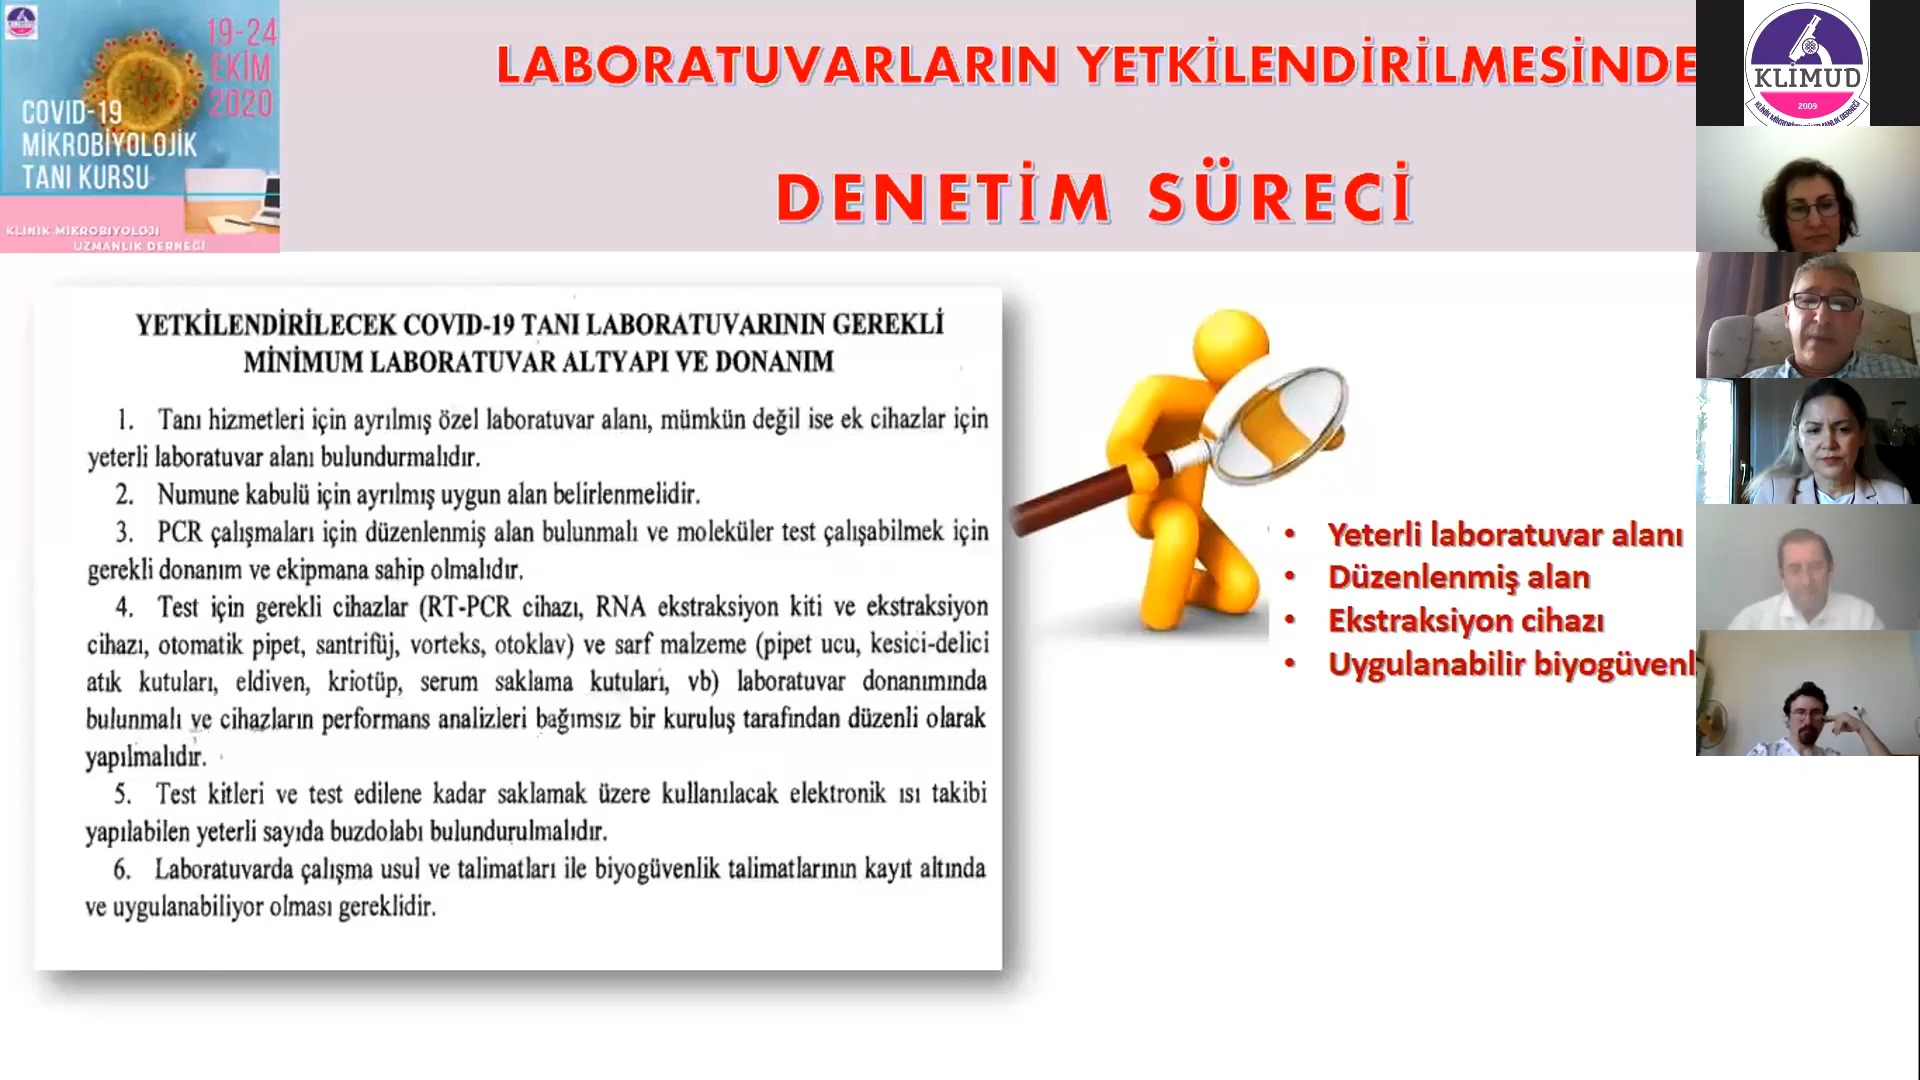 19-24
EKİM
2020
COVID-19
MİKROBİYOLOJİK
TANI KURSU
KLİNİK MİKROBİYOLOJİ
UZMANLIK DERNEĞİ
LABORATUVARLARIN YETKİLENDİRİLMESİNDE
DENETİM SÜRECİ
YETKİLENDİRİLECEK COVID-19 TANI LABORATUVARININ GEREKLİ
MİNİMUM LABORATUVAR ALTYAPI VE DONANIM
1. Tanı hizmetleri için ayrılmış özel laboratuvar alanı, mümkün değil ise ek cihazlar için
yeterli laboratuvar alanı bulundurmalıdır.
2. Numune kabulü için ayrılmış uygun alan belirlenmelidir.
3. PCR çalışmaları için düzenlenmiş alan bulunmalı ve moleküler test çalışabilmek için
gerekli donanım ve ekipmana sahip olmalıdır.
4. Test için gerekli cihazlar (RT-PCR cihazı, RNA ekstraksiyon kiti ve ekstraksiyon
cihazı, otomatik pipet, santrifüj, vorteks, otoklav) ve sarf malzeme (pipet ucu, kesici-delici
atık kutuları, eldiven, kriotüp, serum saklama kutulari, vb) laboratuvar donanımında
bulunmalı ve cihazların performans analizleri bağımsız bir kuruluş tarafından düzenli olarak
yapılmalıdır.
5. Test kitleri ve test edilene kadar saklamak üzere kullanılacak elektronik ısı takibi
yapılabilen yeterli sayıda buzdolabı bulundurulmalıdır.
6. Laboratuvarda çalışma usul ve talimatları ile biyogüvenlik talimatlarının kayıt altında
ve uygulanabiliyor olması gereklidir.
• Yeterli laboratuvar alanı
• Düzenlenmiş alan
• Ekstraksiyon cihazı
• Uygulanabilir biyogüvenl
KLİMUD
2009
KLİNİK MİKROBİYOLOJİ UZMANLIK DERNEĞİ